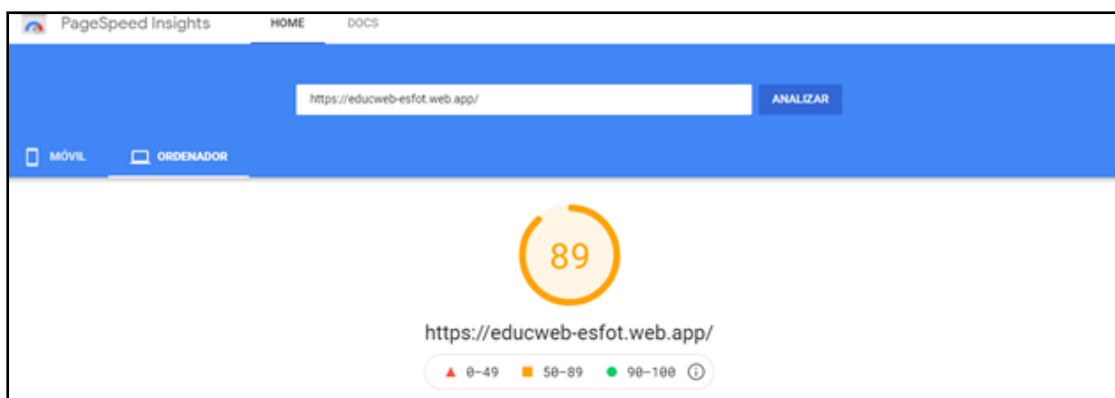 PageSpeed Insights HOME DOCS
https://educweb-esfot.web.app/ ANALIZAR
MÓVIL ORDENADOR
89
https://educweb-esfot.web.app/
0-49 50-89 90-100